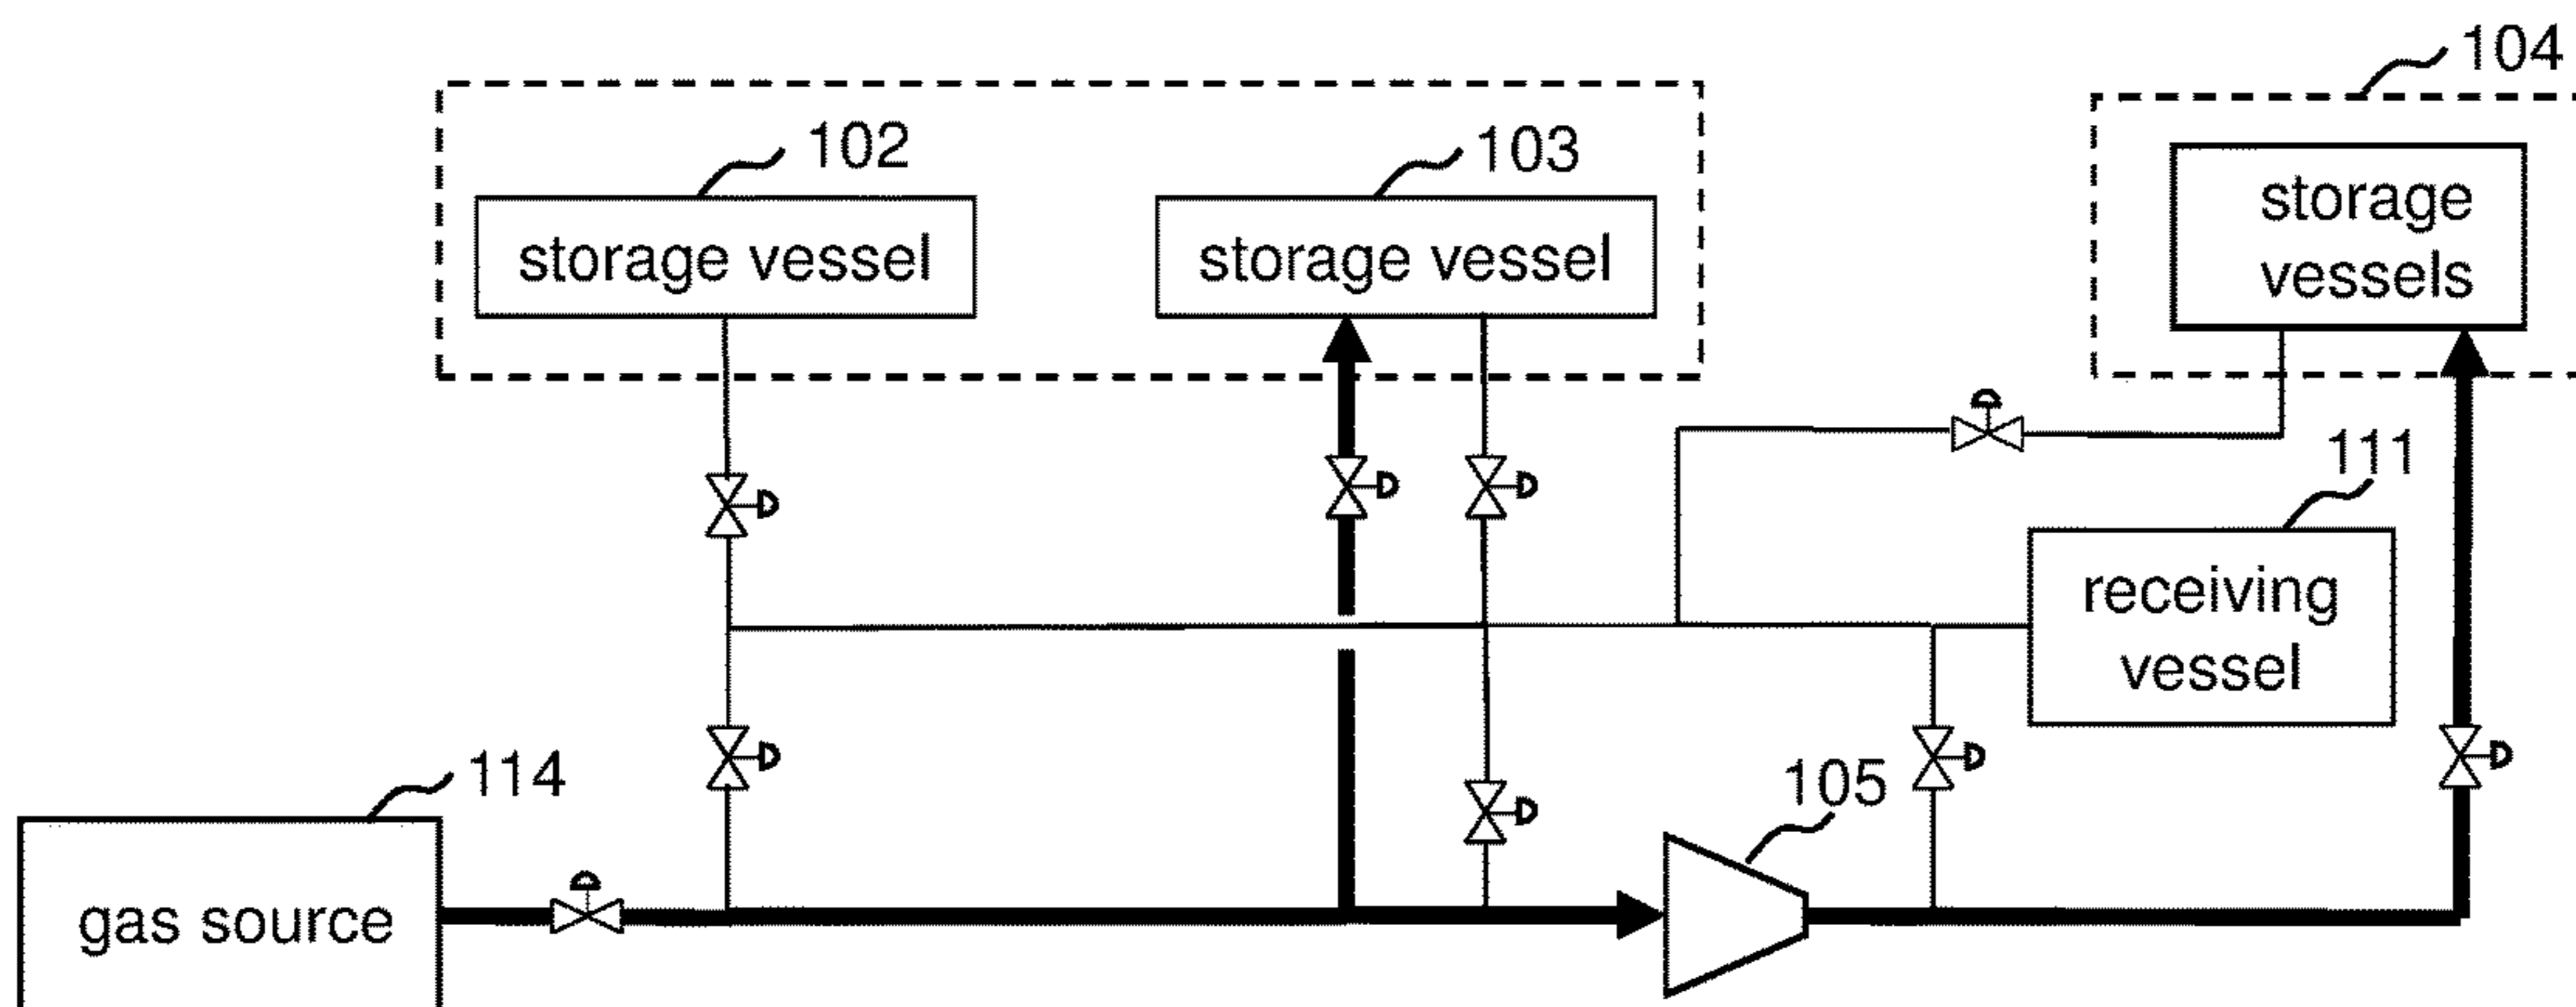 104
102
103
storage vessel
storage vessel
storage
vessels
111
receiving
vessel
105
114
gas source